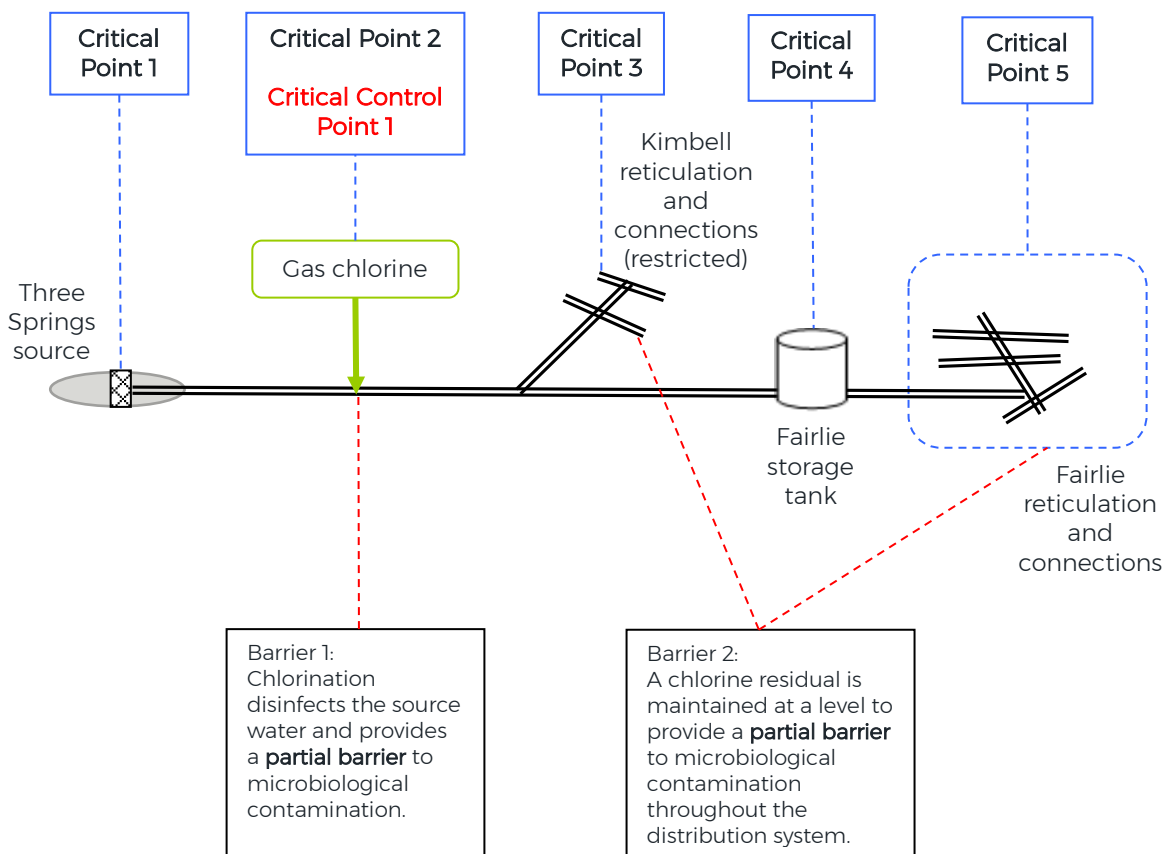 Critical
Point 1
Critical Point 2
Critical Control
Point 1
Critical
Point 3
Critical
Point 4
Critical
Point 5
Kimbell
reticulation
and
connections
(restricted)
Gas chlorine
Three
Springs
source
Fairlie
storage
tank
Fairlie
reticulation
and
connections
Barrier 1:
Chlorination
disinfects the source
water and provides
a partial barrier to
microbiological
contamination.
Barrier 2:
A chlorine residual is
maintained at a level to
provide a partial barrier
to microbiological
contamination
throughout the
distribution system.